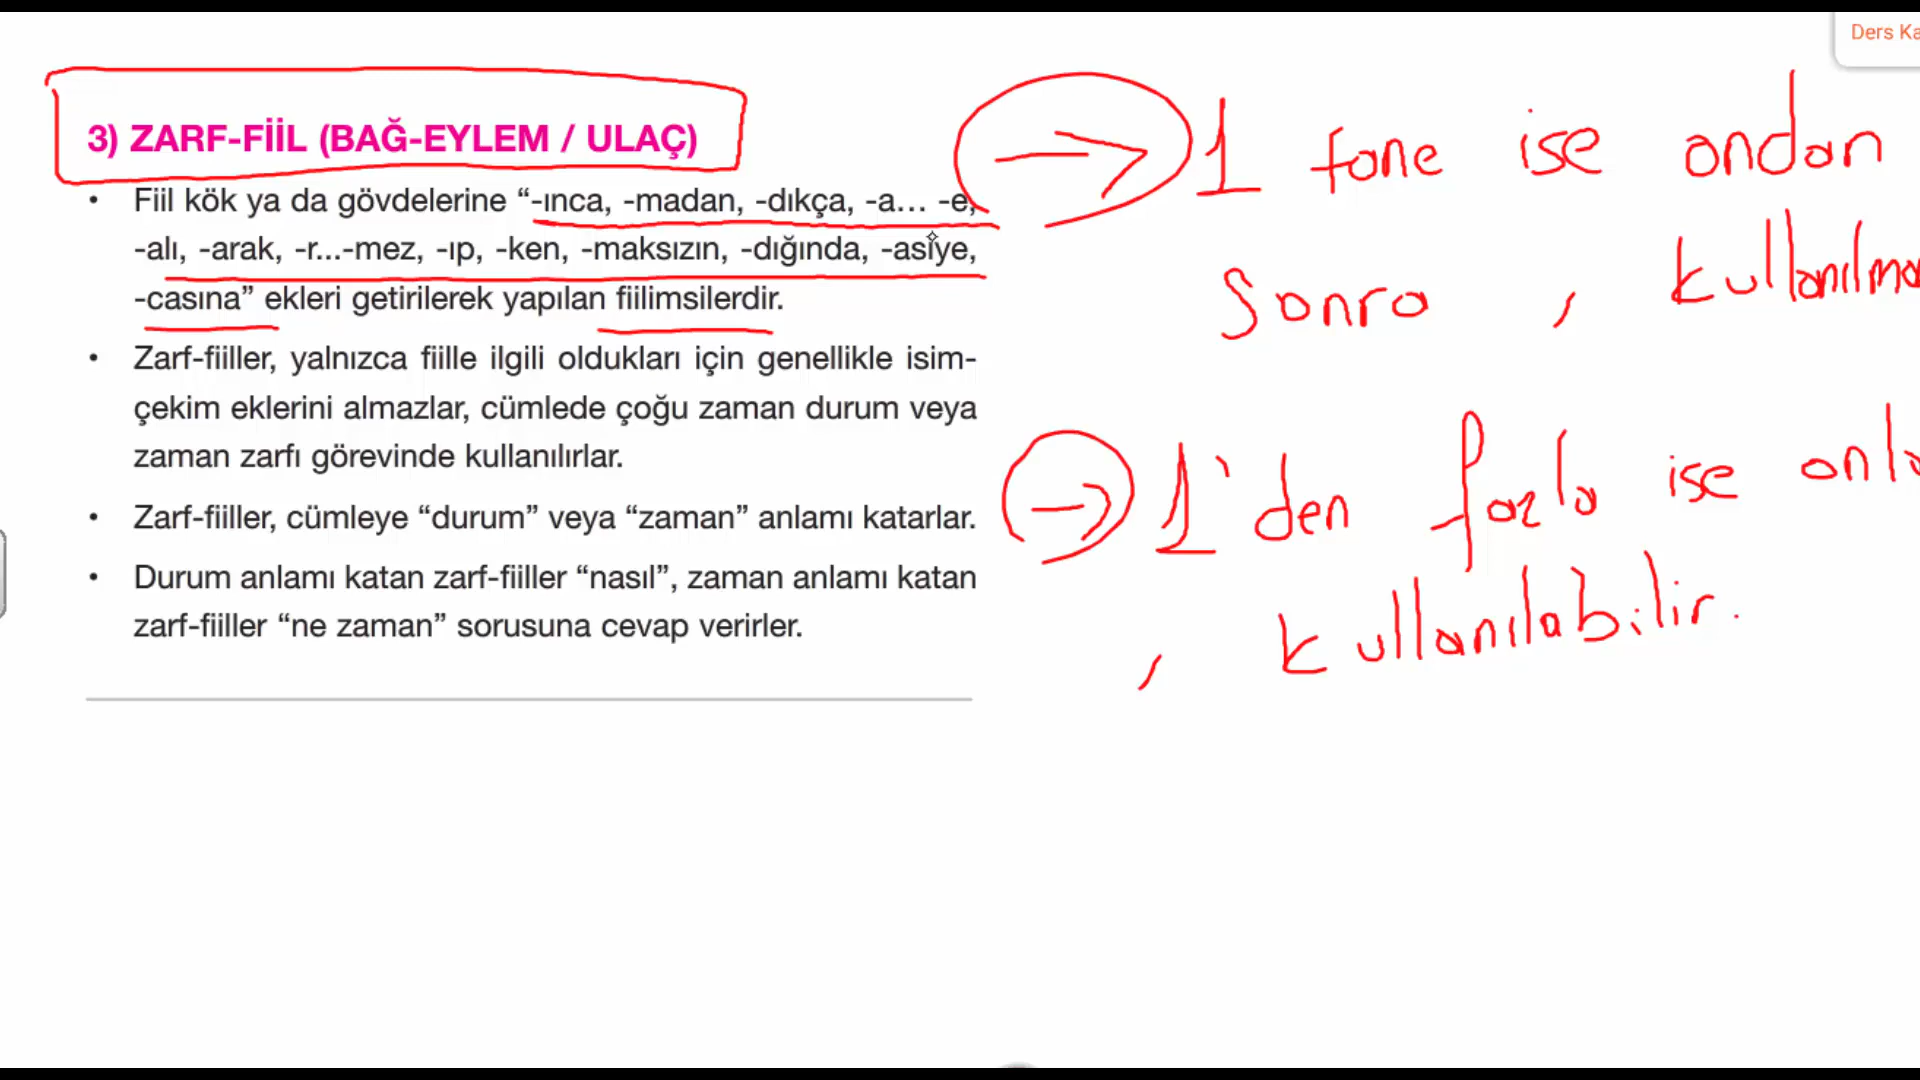 Ders Ka
3) ZARF-FİİL (BAĞ-EYLEM / ULAÇ)
• Fiil kök ya da gövdelerine “-ınca, -madan, -dıkça, -a… -e,
-alı, -arak, -r...-mez, -ıp, -ken, -maksızın, -dığında, -asiye,
-casına” ekleri getirilerek yapılan fiilimsilerdir.
• Zarf-fiiller, yalnızca fiille ilgili oldukları için genellikle isim-
çekim eklerini almazlar, cümlede çoğu zaman durum veya
zaman zarfı görevinde kullanılırlar.
• Zarf-fiiller, cümleye “durum” veya “zaman” anlamı katarlar.
• Durum anlamı katan zarf-fiiller “nasıl”, zaman anlamı katan
zarf-fiiller “ne zaman” sorusuna cevap verirler.
→ 1 tane ise ondan
sonra , kullanılma
→ 1'den fazla ise
, kullanılabilir.